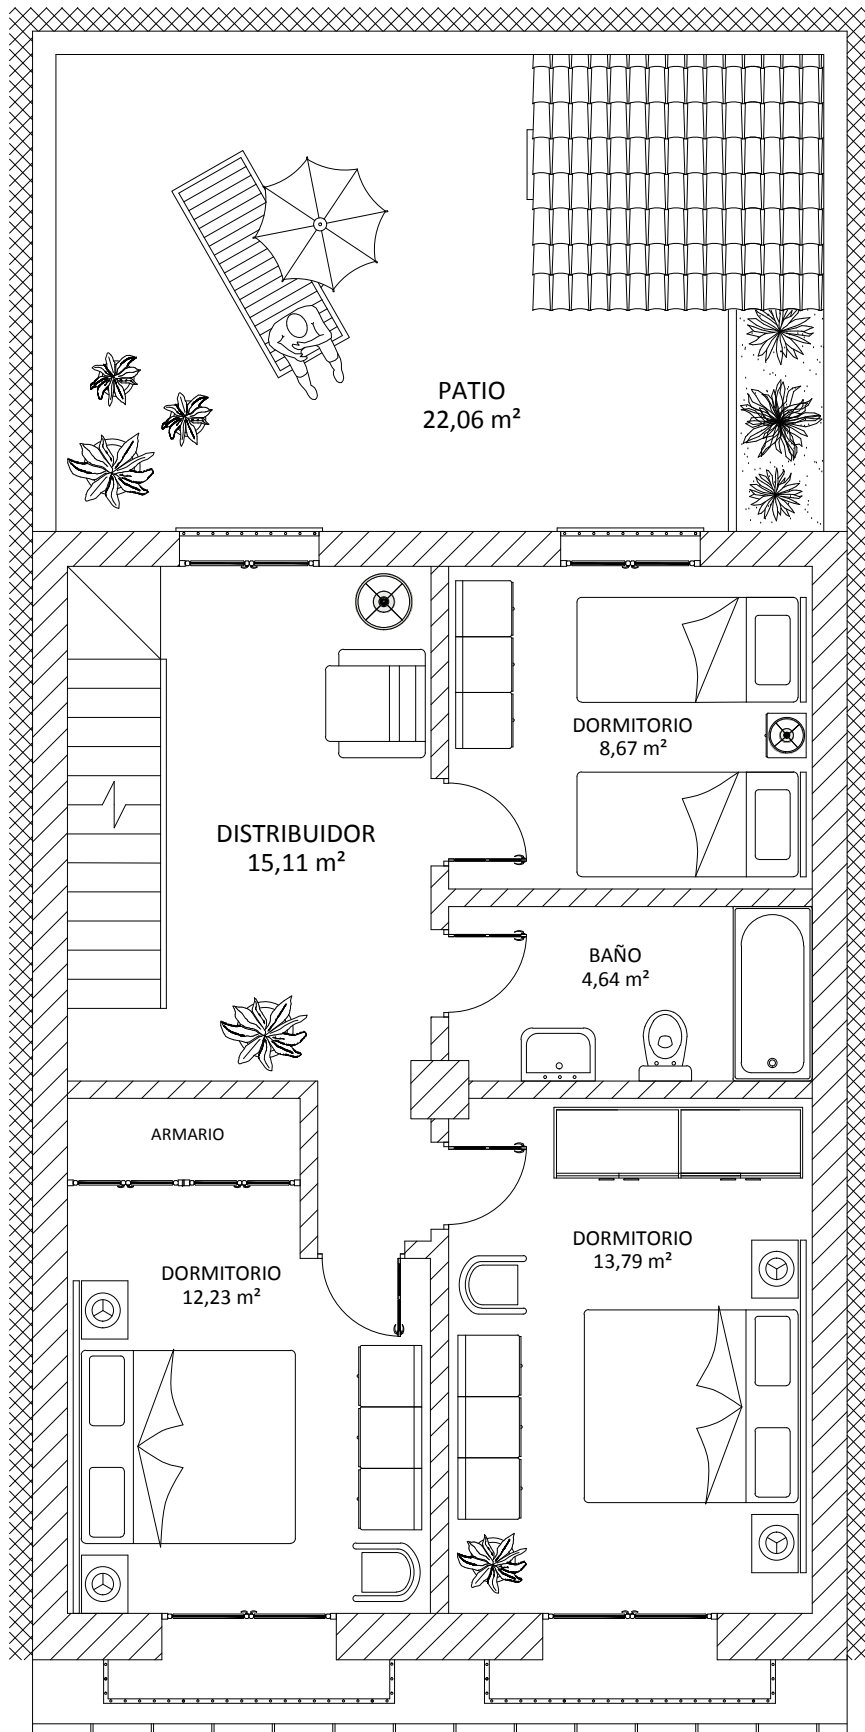 PATIO
22,06 m²
DORMITORIO
8,67 m²
DISTRIBUIDOR
15,11 m²
BAÑO
4,64 m²
ARMARIO
DORMITORIO
13,79 m²
DORMITORIO
12,23 m²